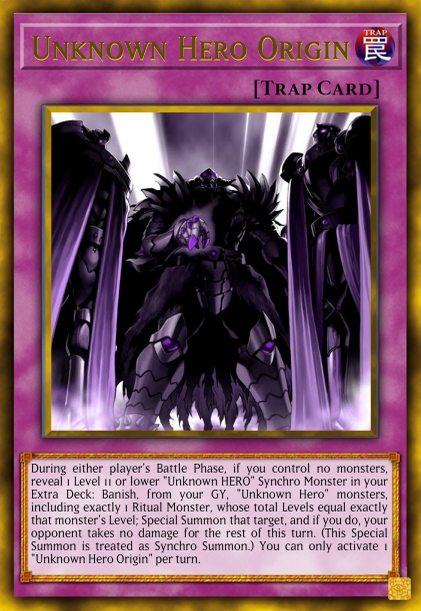 Unknown Hero Origin
TRAP
罠
[Trap Card]
During either player's Battle Phase, if you control no monsters,
reveal 1 Level 11 or lower "Unknown HERO" Synchro Monster in your
Extra Deck: Banish, from your GY, "Unknown Hero" monsters,
including exactly 1 Ritual Monster, whose total Levels equal exactly
that monster's Level; Special Summon that target, and if you do, your
opponent takes no damage for the rest of this turn. (This Special
Summon is treated as Synchro Summon.) You can only activate 1
"Unknown Hero Origin" per turn.